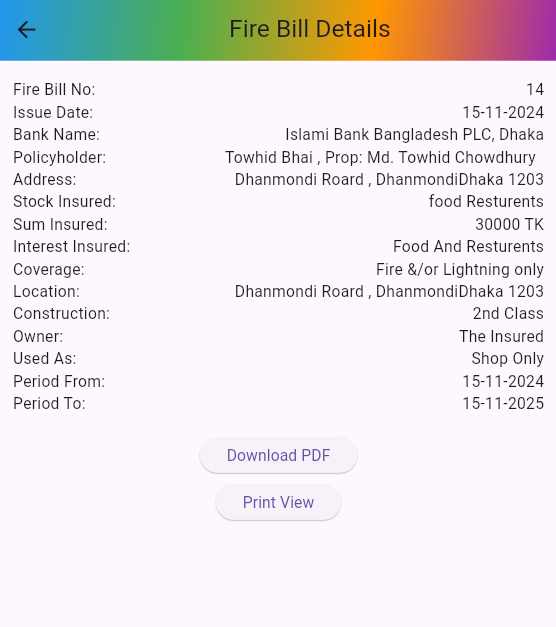 Fire Bill Details
Fire Bill No: 14
Issue Date: 15-11-2024
Bank Name: Islami Bank Bangladesh PLC, Dhaka
Policyholder: Towhid Bhai , Prop: Md. Towhid Chowdhury
Address: Dhanmondi Roard , DhanmondiDhaka 1203
Stock Insured: food Resturents
Sum Insured: 30000 TK
Interest Insured: Food And Resturents
Coverage: Fire &/or Lightning only
Location: Dhanmondi Roard , DhanmondiDhaka 1203
Construction: 2nd Class
Owner: The Insured
Used As: Shop Only
Period From: 15-11-2024
Period To: 15-11-2025
Download PDF
Print View